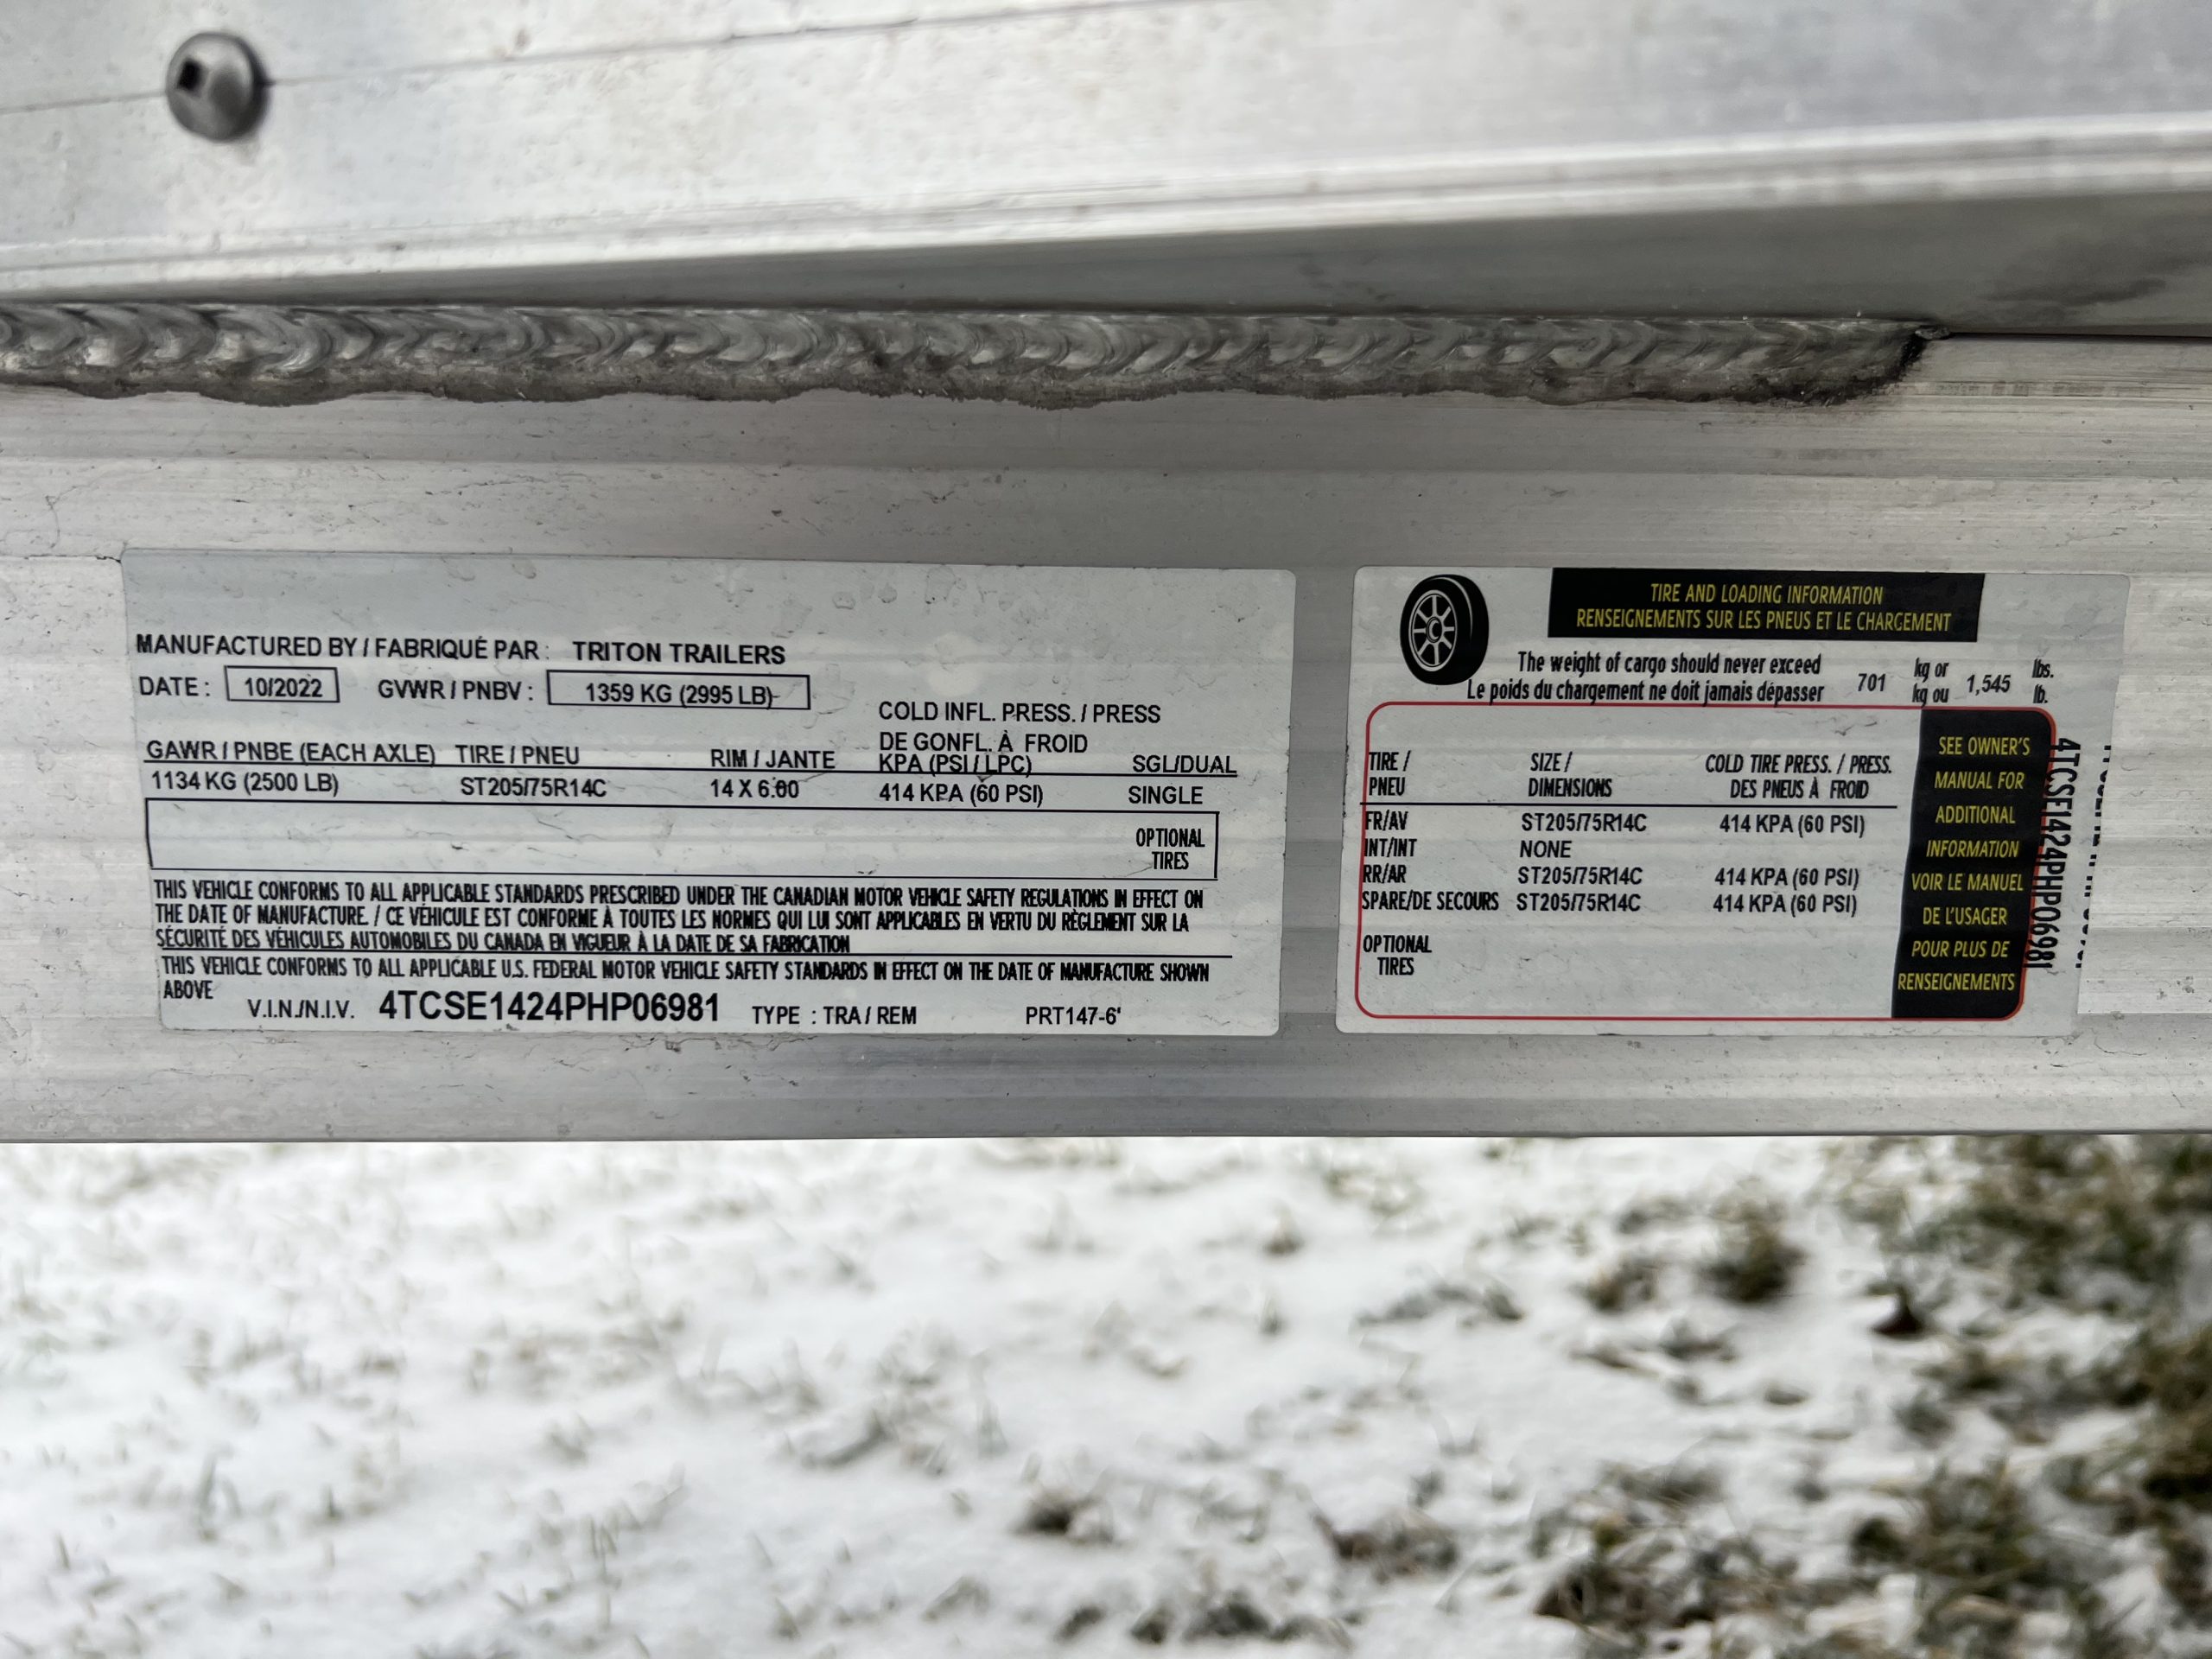 MANUFACTURED BY / FABRIQUÉ PAR : TRITON TRAILERS
DATE : 10/2022 GVWR / PNBV : 1359 KG (2995 LB)
COLD INFL. PRESS. / PRESS
DE GONFL. À FROID
GAWR / PNBE (EACH AXLE) TIRE / PNEU RIM / JANTE KPA (PSI / LPC) SGL/DUAL
1134 KG (2500 LB) ST205/75R14C 14 X 6.00 414 KPA (60 PSI) SINGLE
OPTIONAL
TIRES
THIS VEHICLE CONFORMS TO ALL APPLICABLE STANDARDS PRESCRIBED UNDER THE CANADIAN MOTOR VEHICLE SAFETY REGULATIONS IN EFFECT ON
THE DATE OF MANUFACTURE. / CE VÉHICULE EST CONFORME À TOUTES LES NORMES QUI LUI SONT APPLICABLES EN VERTU DU RÈGLEMENT SUR LA
SÉCURITÉ DES VÉHICULES AUTOMOBILES DU CANADA EN VIGUEUR À LA DATE DE SA FABRICATION
THIS VEHICLE CONFORMS TO ALL APPLICABLE U.S. FEDERAL MOTOR VEHICLE SAFETY STANDARDS IN EFFECT ON THE DATE OF MANUFACTURE SHOWN
ABOVE
V.I.N./N.I.V. 4TCSE1424PHP06981 TYPE : TRA / REM PRT147-6'
TIRE AND LOADING INFORMATION
RENSEIGNEMENTS SUR LES PNEUS ET LE CHARGEMENT
The weight of cargo should never exceed 701 kg or 1,545 lbs.
Le poids du chargement ne doit jamais dépasser kg ou lb.
TIRE / SIZE / COLD TIRE PRESS. / PRESS.
PNEU DIMENSIONS DES PNEUS À FROID
FR/AV ST205/75R14C 414 KPA (60 PSI)
INT/INT NONE
RR/AR ST205/75R14C 414 KPA (60 PSI)
SPARE/DE SECOURS ST205/75R14C 414 KPA (60 PSI)
OPTIONAL
TIRES
SEE OWNER'S
MANUAL FOR
ADDITIONAL
INFORMATION
VOIR LE MANUEL
DE L'USAGER
POUR PLUS DE
RENSEIGNEMENTS
4TCSE1424PHP06981